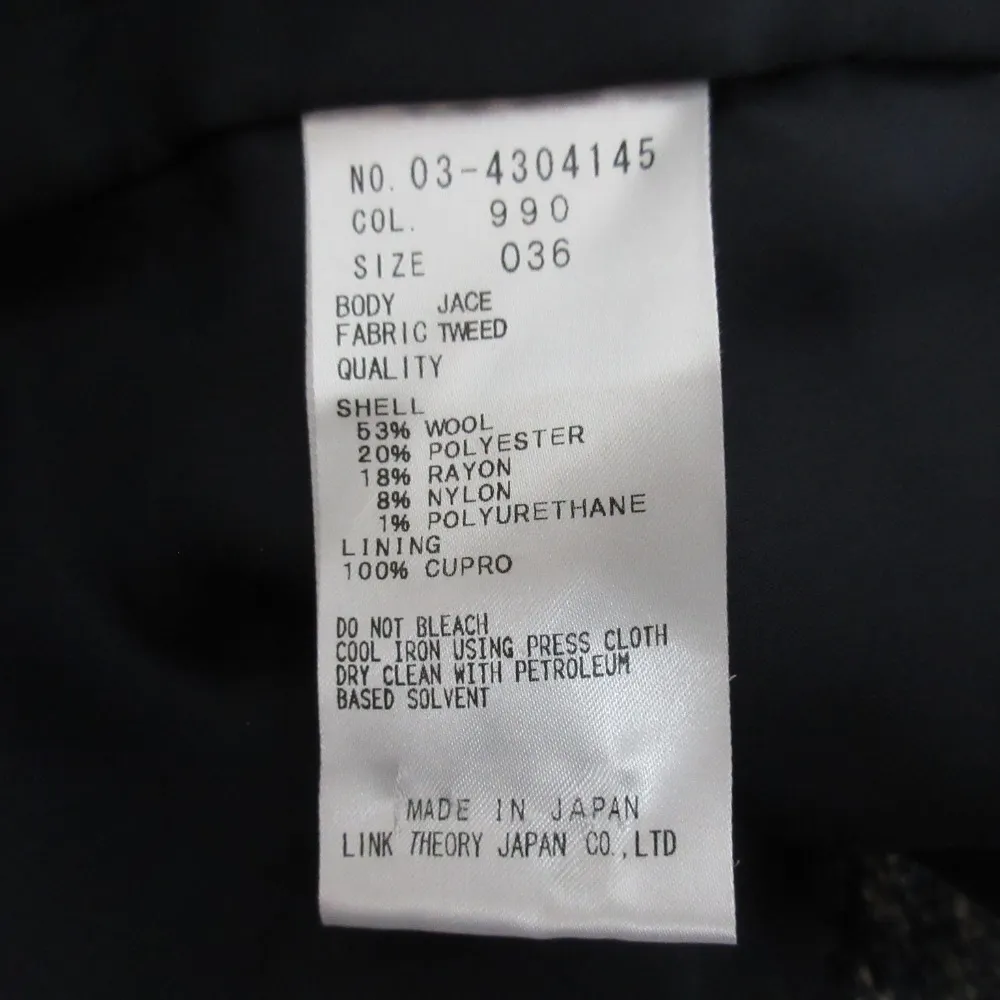 NO. 03-4304145
COL. 990
SIZE 036
BODY JACE
FABRIC TWEED
QUALITY
SHELL
53% WOOL
20% POLYESTER
18% RAYON
8% NYLON
1% POLYURETHANE
LINING
100% CUPRO
DO NOT BLEACH
COOL IRON USING PRESS CLOTH
DRY CLEAN WITH PETROLEUM
BASED SOLVENT
MADE IN JAPAN
LINK THEORY JAPAN CO.,LTD